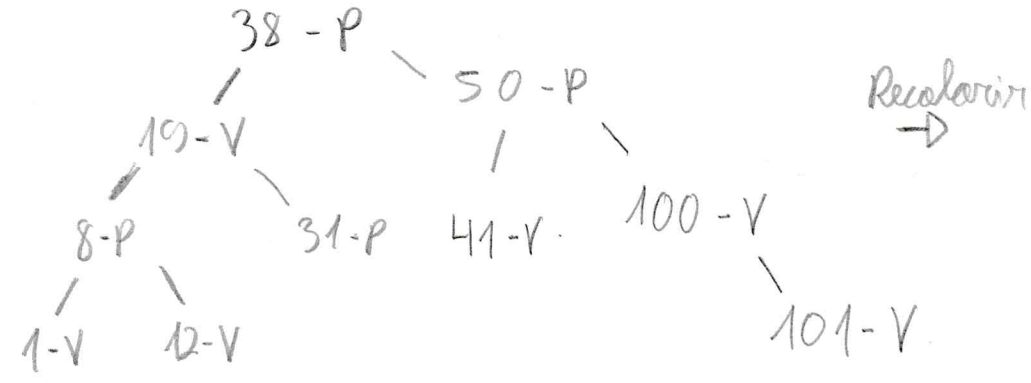 38 - P
50 - P
Recolorir
19 - V
8 - P
31 - P
41 - V
100 - V
1 - V
12 - V
101 - V